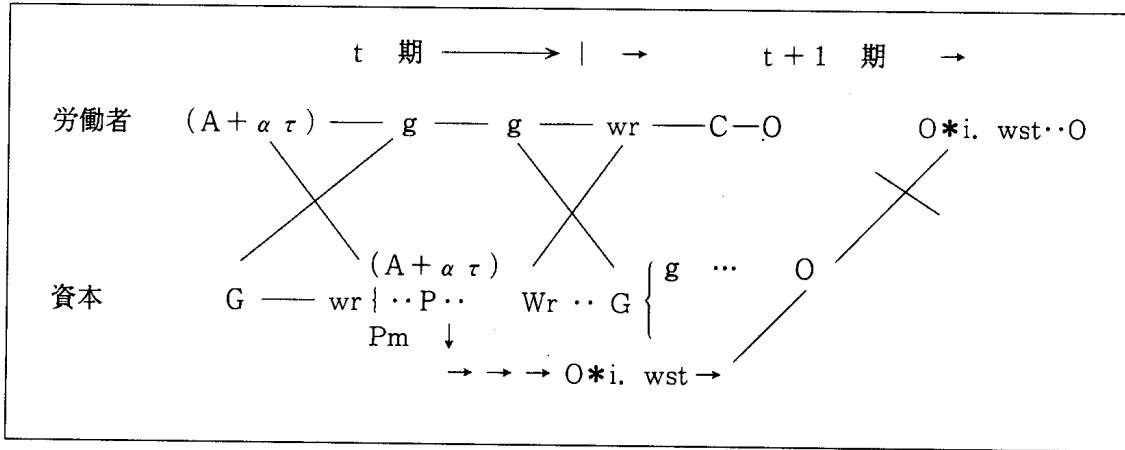 t 期 ⟶ | → t + 1 期 →
労働者 (A + α τ) — g — g — wr — C — O O*i. wst··O
(A + α τ)
資本 G — wr { ··P·· Wr ·· G { g … O
Pm ↓
→ → → O*i. wst →